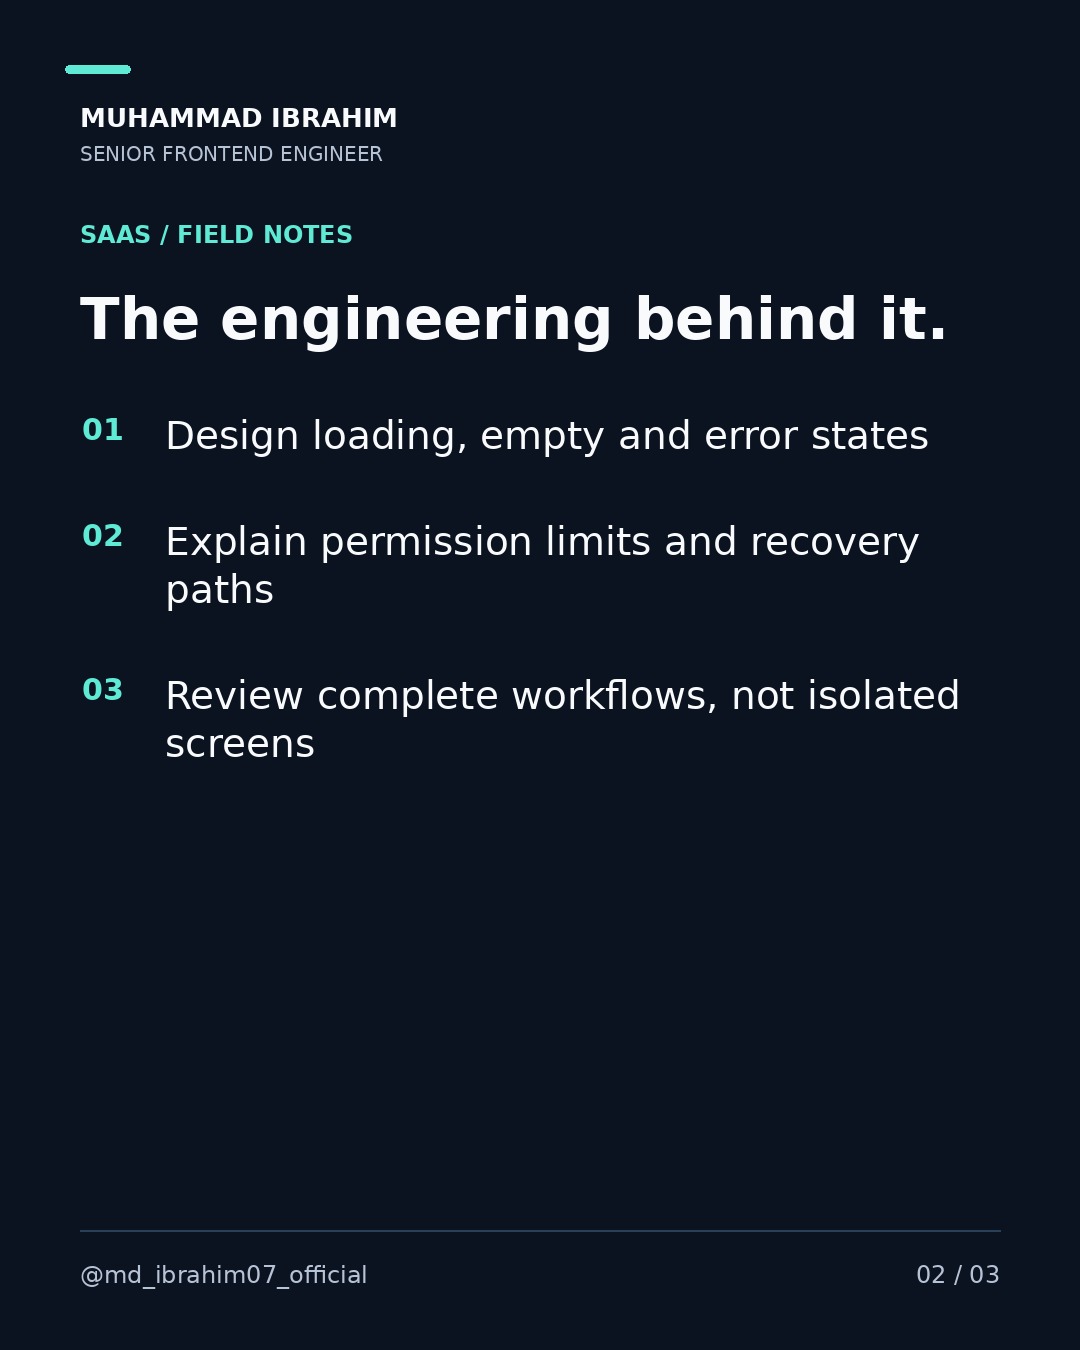 MUHAMMAD IBRAHIM
SENIOR FRONTEND ENGINEER
SAAS / FIELD NOTES
The engineering behind it.
01 Design loading, empty and error states
02 Explain permission limits and recovery
paths
03 Review complete workflows, not isolated
screens
@md_ibrahim07_official 02 / 03